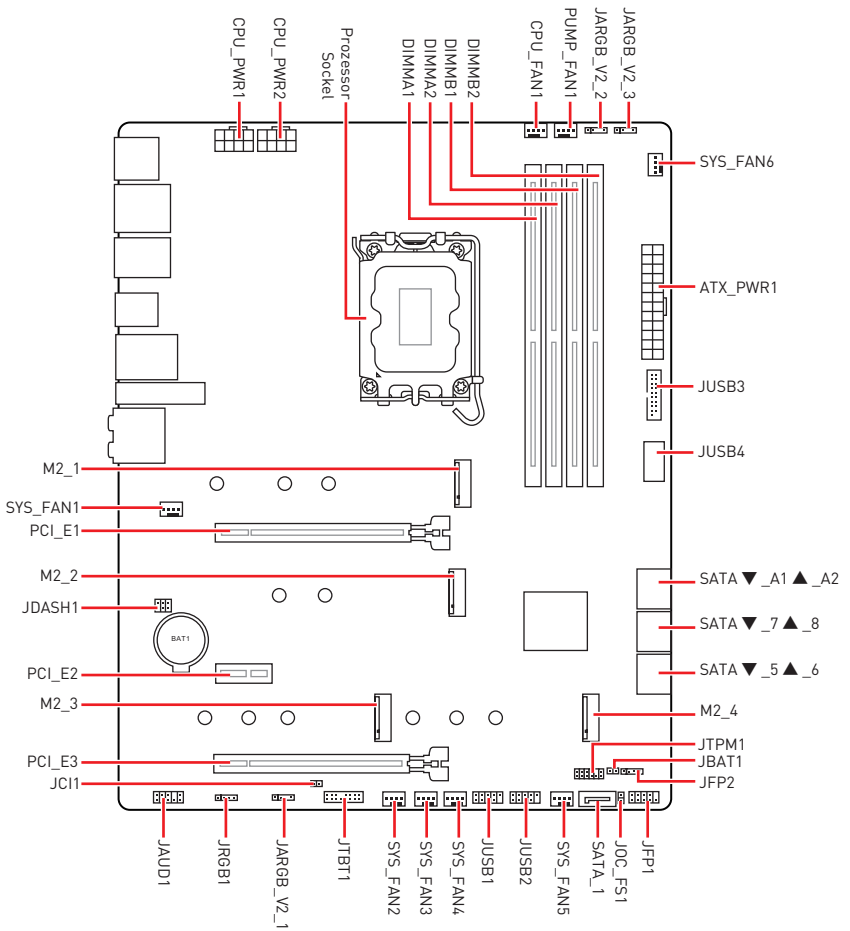 CPU_PWR1
CPU_PWR2
Prozessor
Sockel
DIMMA1
DIMMA2
DIMMB1
DIMMB2
CPU_FAN1
PUMP_FAN1
JARGB_V2_2
JARGB_V2_3
SYS_FAN6
ATX_PWR1
JUSB3
JUSB4
M2_1
SYS_FAN1
PCI_E1
M2_2
SATA ▼ _A1 ▲ _A2
JDASH1
SATA ▼ _7 ▲ _8
BAT1
PCI_E2
SATA ▼ _5 ▲ _6
M2_3
M2_4
JTPM1
PCI_E3
JBAT1
JCI1
JFP2
JAUD1
JRGB1
JARGB_V2_1
JTBT1
SYS_FAN2
SYS_FAN3
SYS_FAN4
JUSB1
JUSB2
SYS_FAN5
SATA_1
JOC_FS1
JFP1